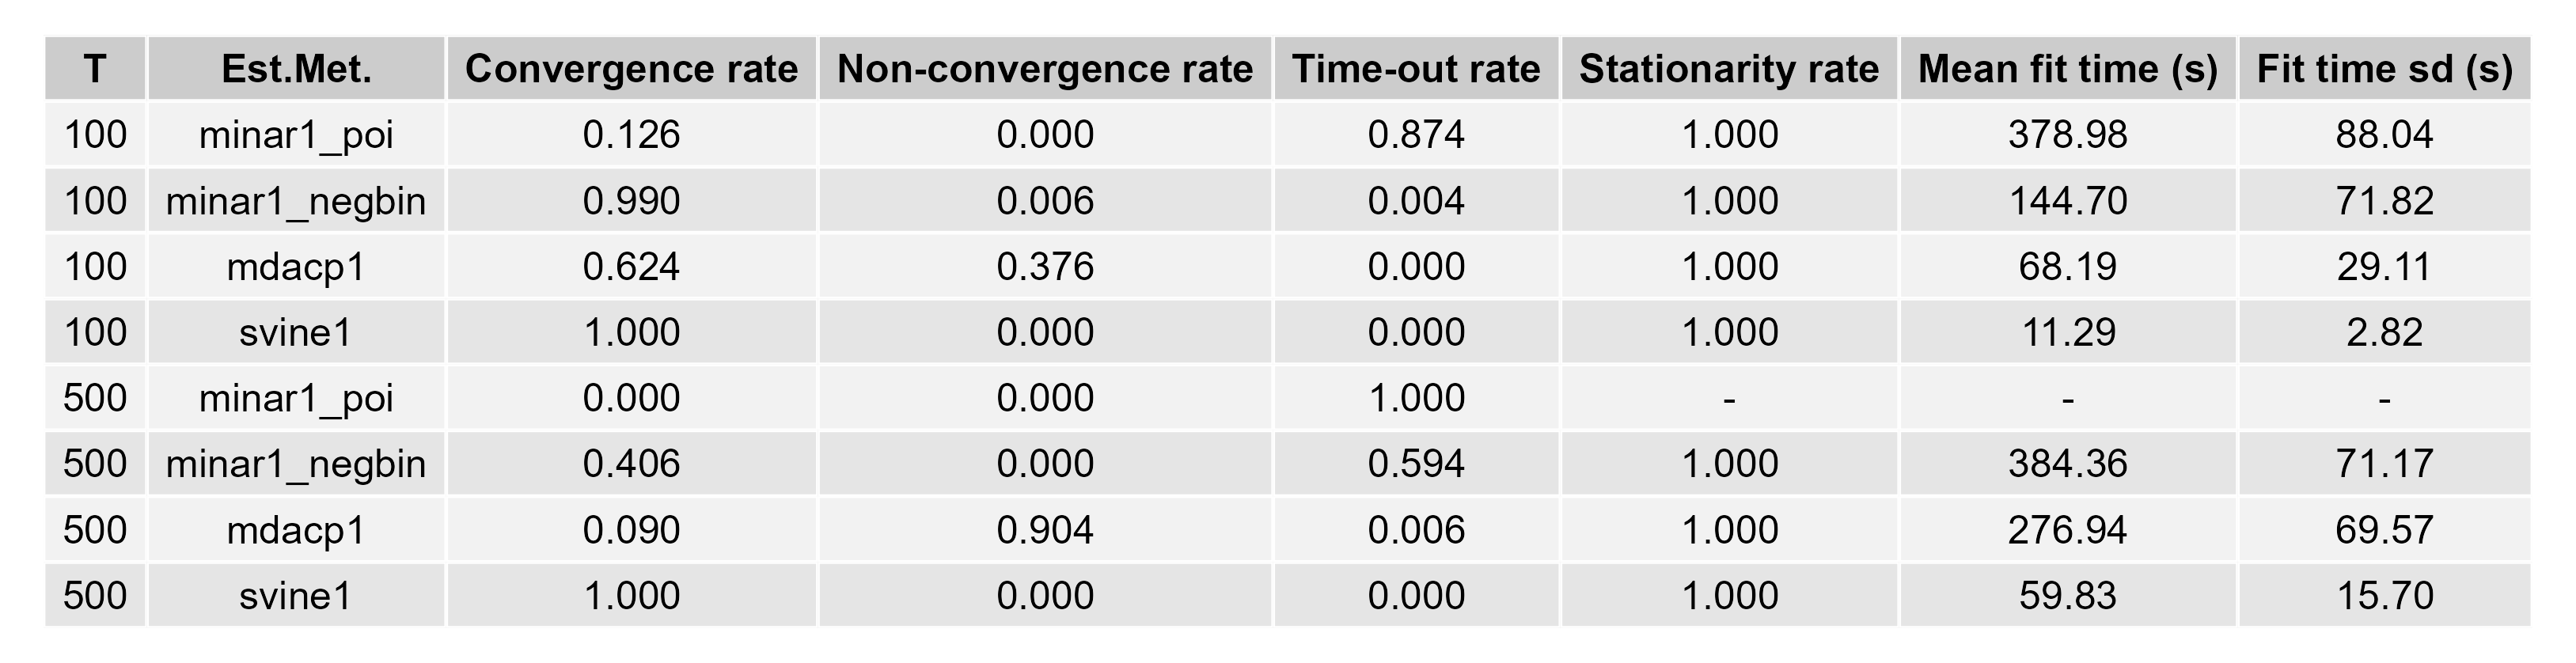 T Est.Met. Convergence rate Non-convergence rate Time-out rate Stationarity rate Mean fit time (s) Fit time sd (s)
100 minar1_poi 0.126 0.000 0.874 1.000 378.98 88.04
100 minar1_negbin 0.990 0.006 0.004 1.000 144.70 71.82
100 mdacp1 0.624 0.376 0.000 1.000 68.19 29.11
100 svine1 1.000 0.000 0.000 1.000 11.29 2.82
500 minar1_poi 0.000 0.000 1.000 - - -
500 minar1_negbin 0.406 0.000 0.594 1.000 384.36 71.17
500 mdacp1 0.090 0.904 0.006 1.000 276.94 69.57
500 svine1 1.000 0.000 0.000 1.000 59.83 15.70